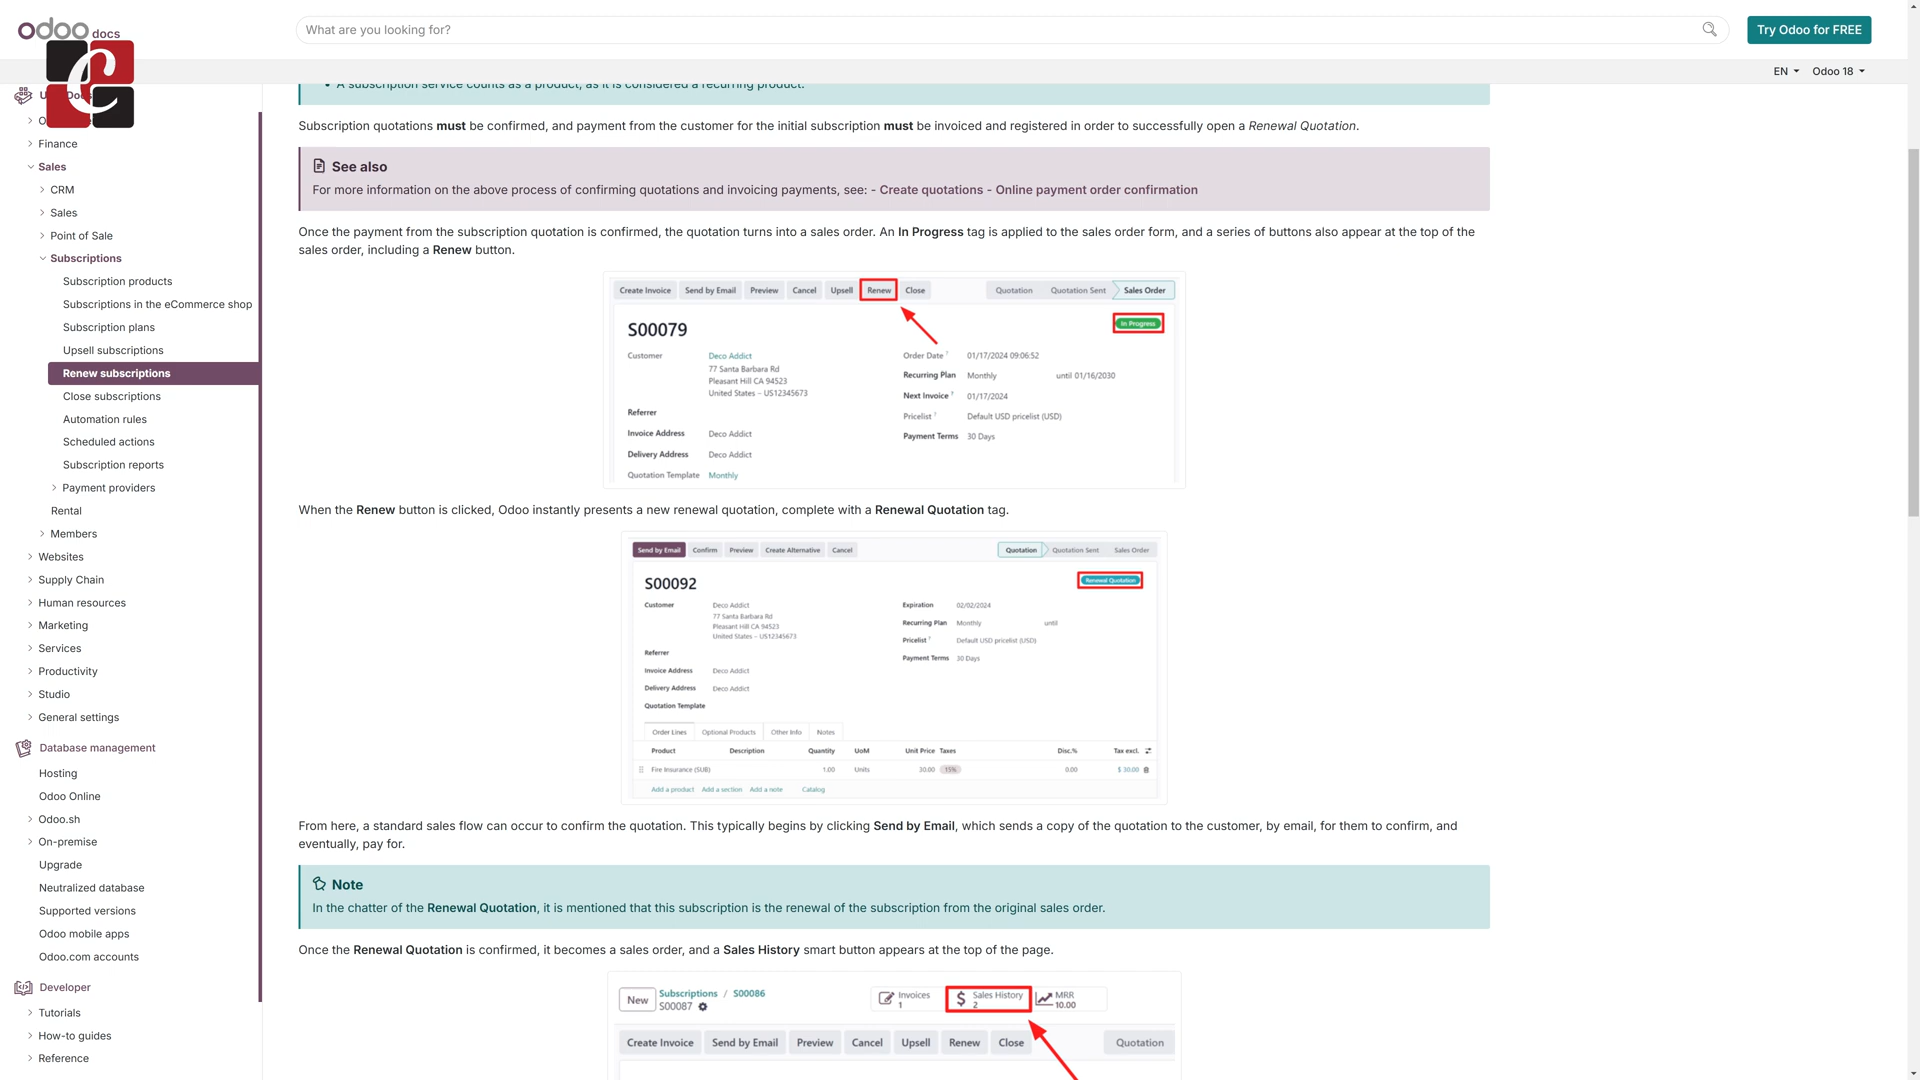 odoo docs
What are you looking for?
Try Odoo for FREE
EN
Odoo 18
C
Finance
Sales
CRM
Sales
Point of Sale
Subscriptions
Subscription products
Subscriptions in the eCommerce shop
Subscription plans
Upsell subscriptions
Renew subscriptions
Close subscriptions
Automation rules
Scheduled actions
Subscription reports
Payment providers
Rental
Members
Websites
Supply Chain
Human resources
Marketing
Services
Productivity
Studio
General settings
Database management
Hosting
Odoo Online
Odoo.sh
On-premise
Upgrade
Neutralized database
Supported versions
Odoo mobile apps
Odoo.com accounts
Developer
Tutorials
How-to guides
Reference
• A subscription service counts as a product, as it is considered a recurring product.
Subscription quotations must be confirmed, and payment from the customer for the initial subscription must be invoiced and registered in order to successfully open a Renewal Quotation.
See also
For more information on the above process of confirming quotations and invoicing payments, see: - Create quotations - Online payment order confirmation
Once the payment from the subscription quotation is confirmed, the quotation turns into a sales order. An In Progress tag is applied to the sales order form, and a series of buttons also appear at the top of the
sales order, including a Renew button.
Create Invoice Send by Email Preview Cancel Upsell Renew Close Quotation Quotation Sent Sales Order
S00079
In Progress
Customer Deco Addict Order Date ? 01/17/2024 09:06:52
77 Santa Barbara Rd
Pleasant Hill CA 94523 Recurring Plan Monthly until 01/16/2030
United States – US12345673 Next Invoice ? 01/17/2024
Referrer Pricelist ? Default USD pricelist (USD)
Invoice Address Deco Addict Payment Terms 30 Days
Delivery Address Deco Addict
Quotation Template Monthly
When the Renew button is clicked, Odoo instantly presents a new renewal quotation, complete with a Renewal Quotation tag.
Send by Email Confirm Preview Create Alternative Cancel Quotation Quotation Sent Sales Order
S00092
Renewal Quotation
Customer Deco Addict Expiration 02/02/2024
77 Santa Barbara Rd
Pleasant Hill CA 94523 Recurring Plan Monthly until
United States – US12345673 Pricelist ? Default USD pricelist (USD)
Referrer Payment Terms 30 Days
Invoice Address Deco Addict
Delivery Address Deco Addict
Quotation Template
Order Lines Optional Products Other Info Notes
Product Description Quantity UoM Unit Price Taxes Disc.% Tax excl.
Fire Insurance (SUB) 1.00 Units 30.00 15% 0.00 $ 30.00
Add a product Add a section Add a note Catalog
From here, a standard sales flow can occur to confirm the quotation. This typically begins by clicking Send by Email, which sends a copy of the quotation to the customer, by email, for them to confirm, and
eventually, pay for.
Note
In the chatter of the Renewal Quotation, it is mentioned that this subscription is the renewal of the subscription from the original sales order.
Once the Renewal Quotation is confirmed, it becomes a sales order, and a Sales History smart button appears at the top of the page.
New Subscriptions / S00086
S00087
Invoices 1
Sales History 2
MRR 10.00
Create Invoice Send by Email Preview Cancel Upsell Renew Close Quotation